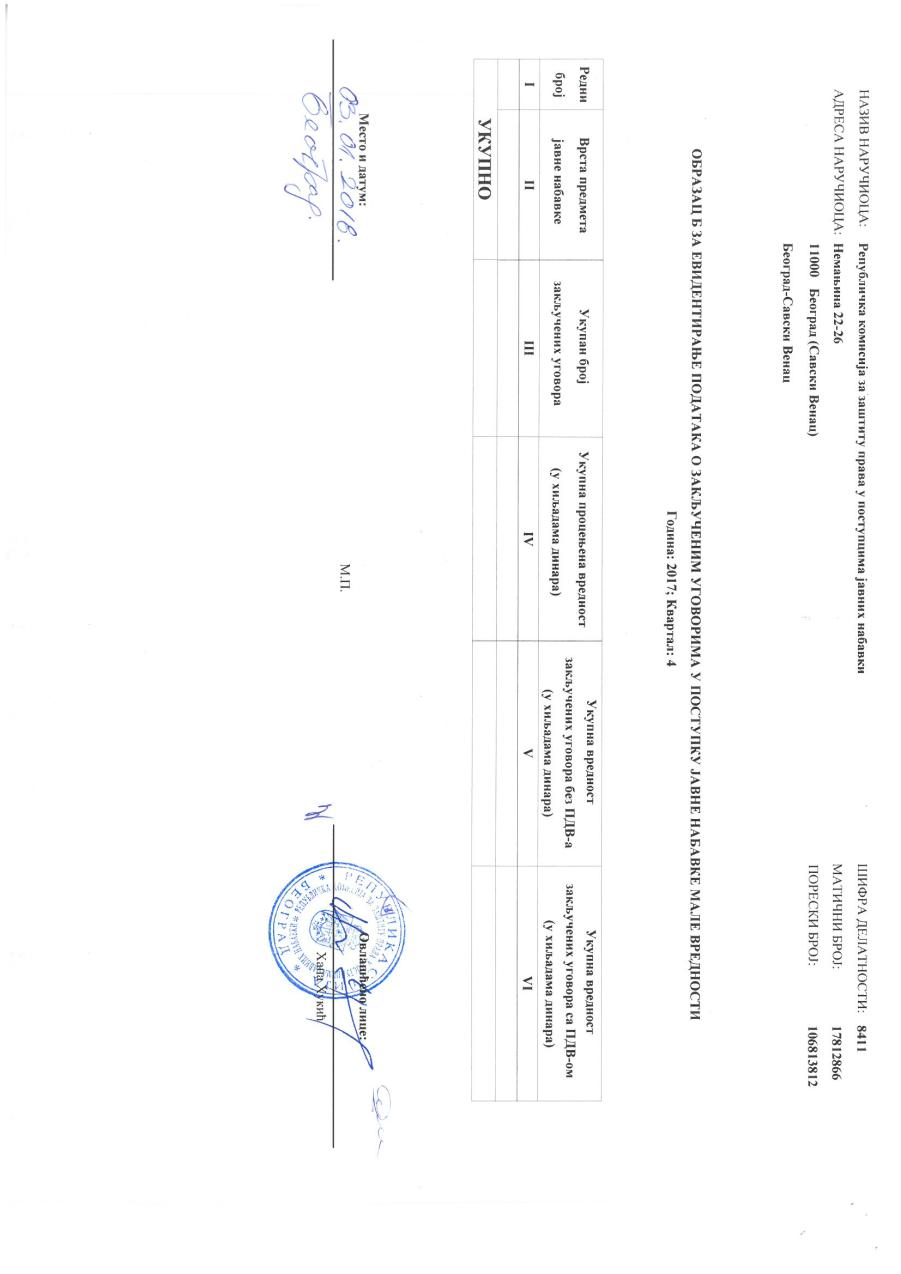 НАЗИВ НАРУЧИОЦА: Републичка комисија за заштиту права у поступцима јавних набавки
АДРЕСА НАРУЧИОЦА: Немањина 22-26
11000 Београд (Савски Венац)
Београд-Савски Венац
ШИФРА ДЕЛАТНОСТИ: 8411
МАТИЧНИ БРОЈ: 17812866
ПОРЕСКИ БРОЈ: 106813812
ОБРАЗАЦ Б ЗА ЕВИДЕНТИРАЊЕ ПОДАТАКА О ЗАКЉУЧЕНИМ УГОВОРИМА У ПОСТУПКУ ЈАВНЕ НАБАВКЕ МАЛЕ ВРЕДНОСТИ
Година: 2017; Квартал: 4
Редни
број
Врста предмета
јавне набавке
Укупан број
закључених уговора
Укупна процењена вредност
(у хиљадама динара)
Укупна вредност
закључених уговора без ПДВ-а
(у хиљадама динара)
Укупна вредност
закључених уговора са ПДВ-ом
(у хиљадама динара)
I II III IV V VI
УКУПНО
Место и датум:
03.01.2018.
Београд.
М.П.
Овлашћено лице:
Хана Хукић
БЕОГРАД